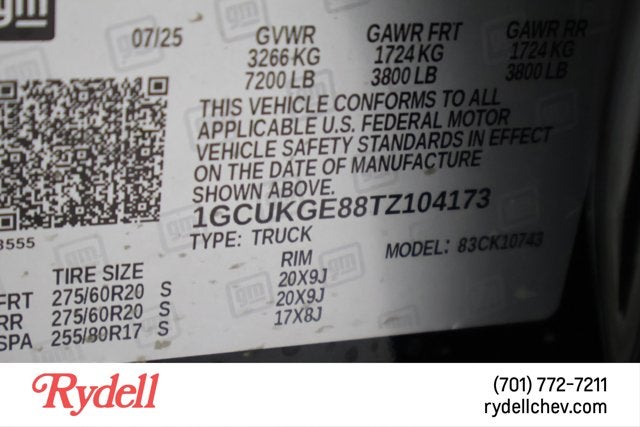 gm
07/25 GVWR GAWR FRT GAWR RR
3266 KG 1724 KG 1724 KG
7200 LB 3800 LB 3800 LB
THIS VEHICLE CONFORMS TO ALL
APPLICABLE U.S. FEDERAL MOTOR
VEHICLE SAFETY STANDARDS IN EFFECT
ON THE DATE OF MANUFACTURE
SHOWN ABOVE
1GCUKGE88TZ104173
3555
TYPE: TRUCK MODEL: 83CK10743
TIRE SIZE RIM
FRT 275/60R20 S 20X9J
RR 275/60R20 S 20X9J
SPA 255/80R17 S 17X8J
Rydell
(701) 772-7211
rydellchev.com